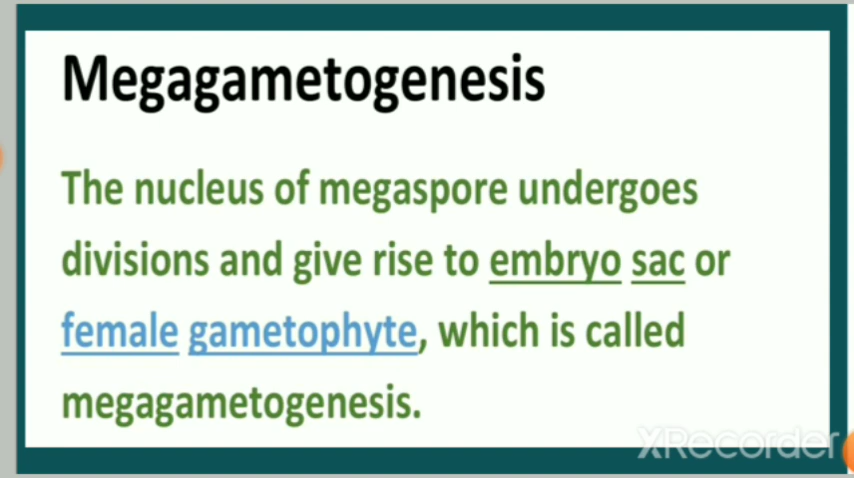 Megagametogenesis
The nucleus of megaspore undergoes
divisions and give rise to embryo sac or
female gametophyte, which is called
megagametogenesis.
XRecorder